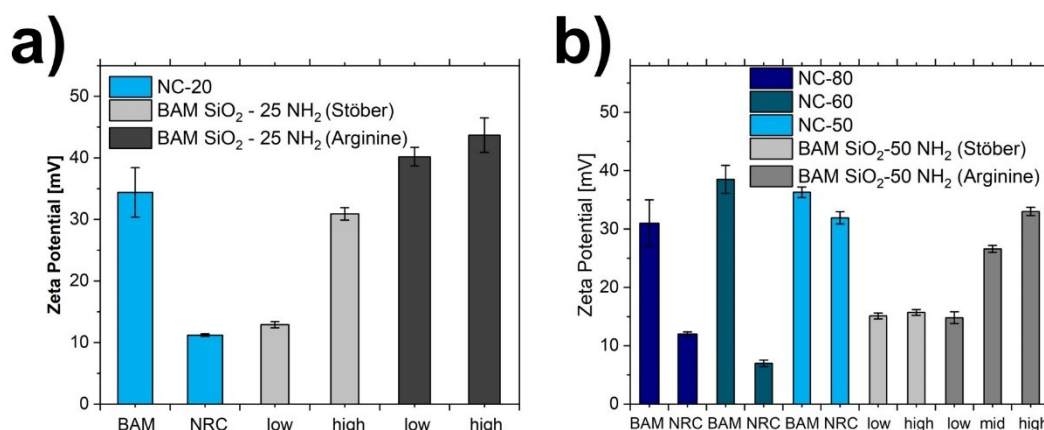 a)
NC-20
BAM SiO₂ - 25 NH₂ (Stöber)
BAM SiO₂ - 25 NH₂ (Arginine)
Zeta Potential [mV]
50
40
30
20
10
0
BAM NRC low high low high
b)
NC-80
NC-60
NC-50
BAM SiO₂-50 NH₂ (Stöber)
BAM SiO₂-50 NH₂ (Arginine)
Zeta Potential [mV]
50
40
30
20
10
0
BAM NRC BAM NRC BAM NRC low high low mid high